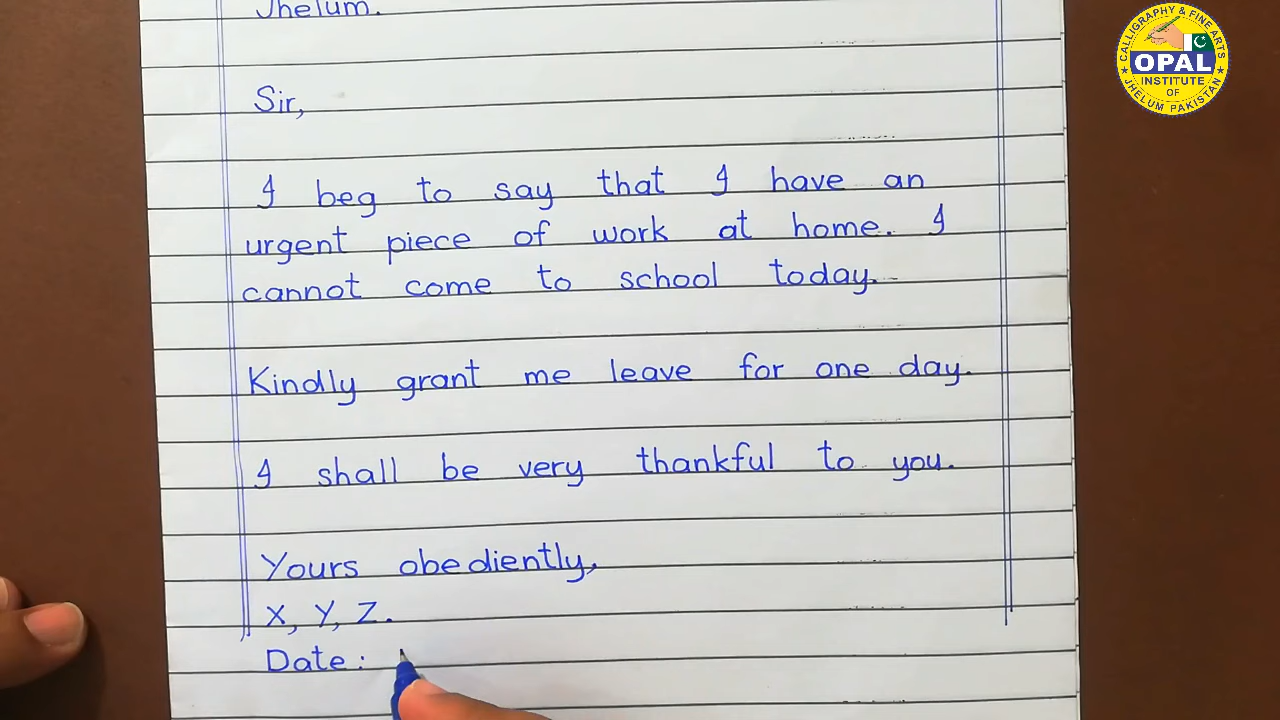 Jhelum.
Sir,
I beg to say that I have an
urgent piece of work at home. I
cannot come to school today.
Kindly grant me leave for one day.
I shall be very thankful to you.
Yours obediently,
X, Y, Z.
Date:
CALLIGRAPHY & FINE ARTS
OPAL
INSTITUTE
OF
JHELUM PAKISTAN